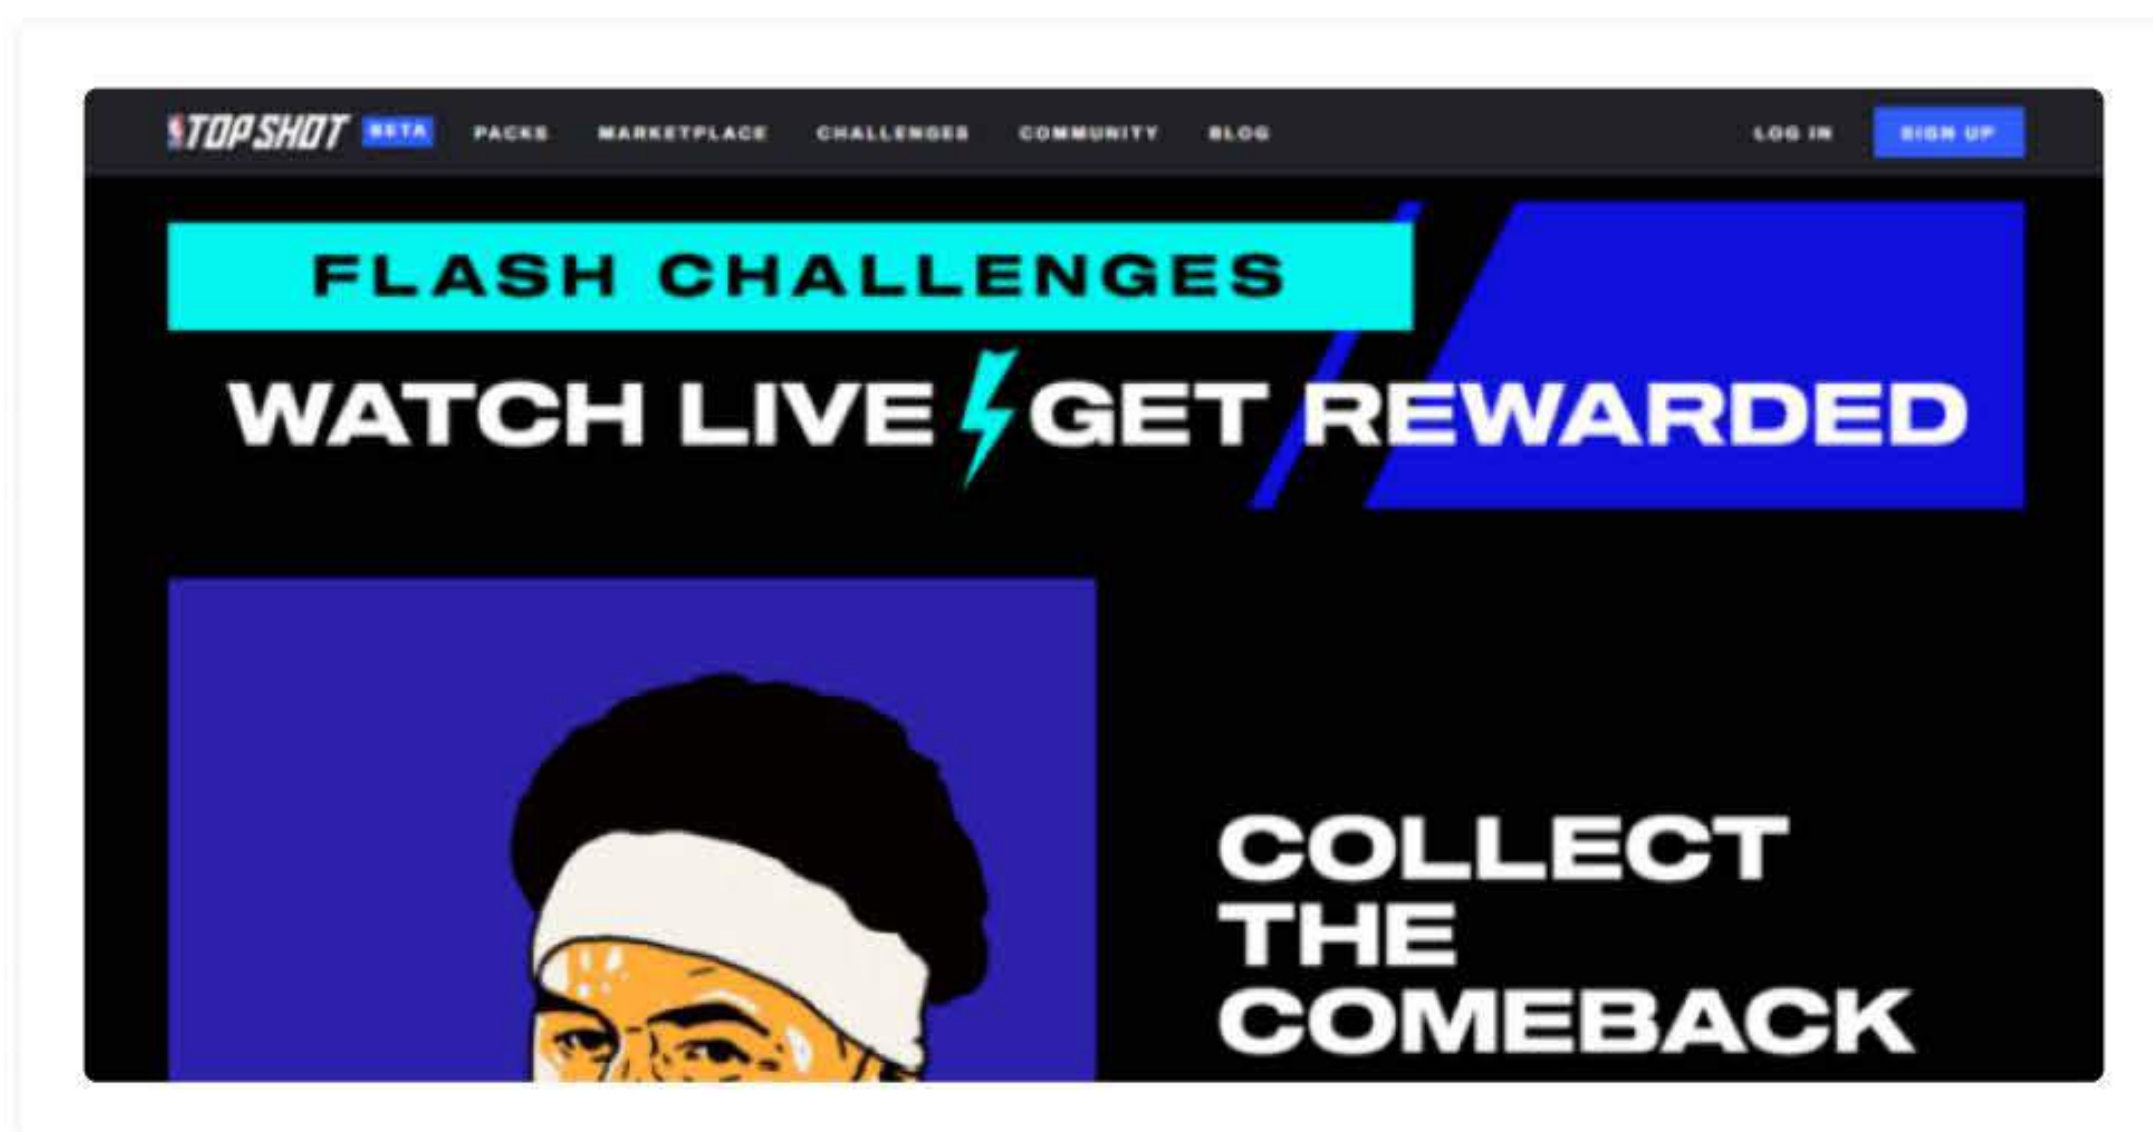 TOP SHOT BETA PACKS MARKETPLACE CHALLENGES COMMUNITY BLOG LOG IN SIGN UP
FLASH CHALLENGES
WATCH LIVE GET REWARDED
COLLECT
THE
COMEBACK